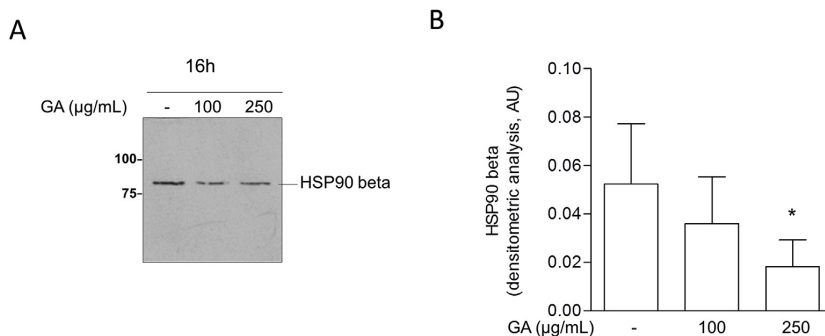 A
16h
GA (µg/mL) - 100 250
100-
75-
HSP90 beta
B
HSP90 beta
(densitometric analysis, AU)
0.10
0.08
0.06
0.04
0.02
0.00
*
GA (µg/mL) - 100 250